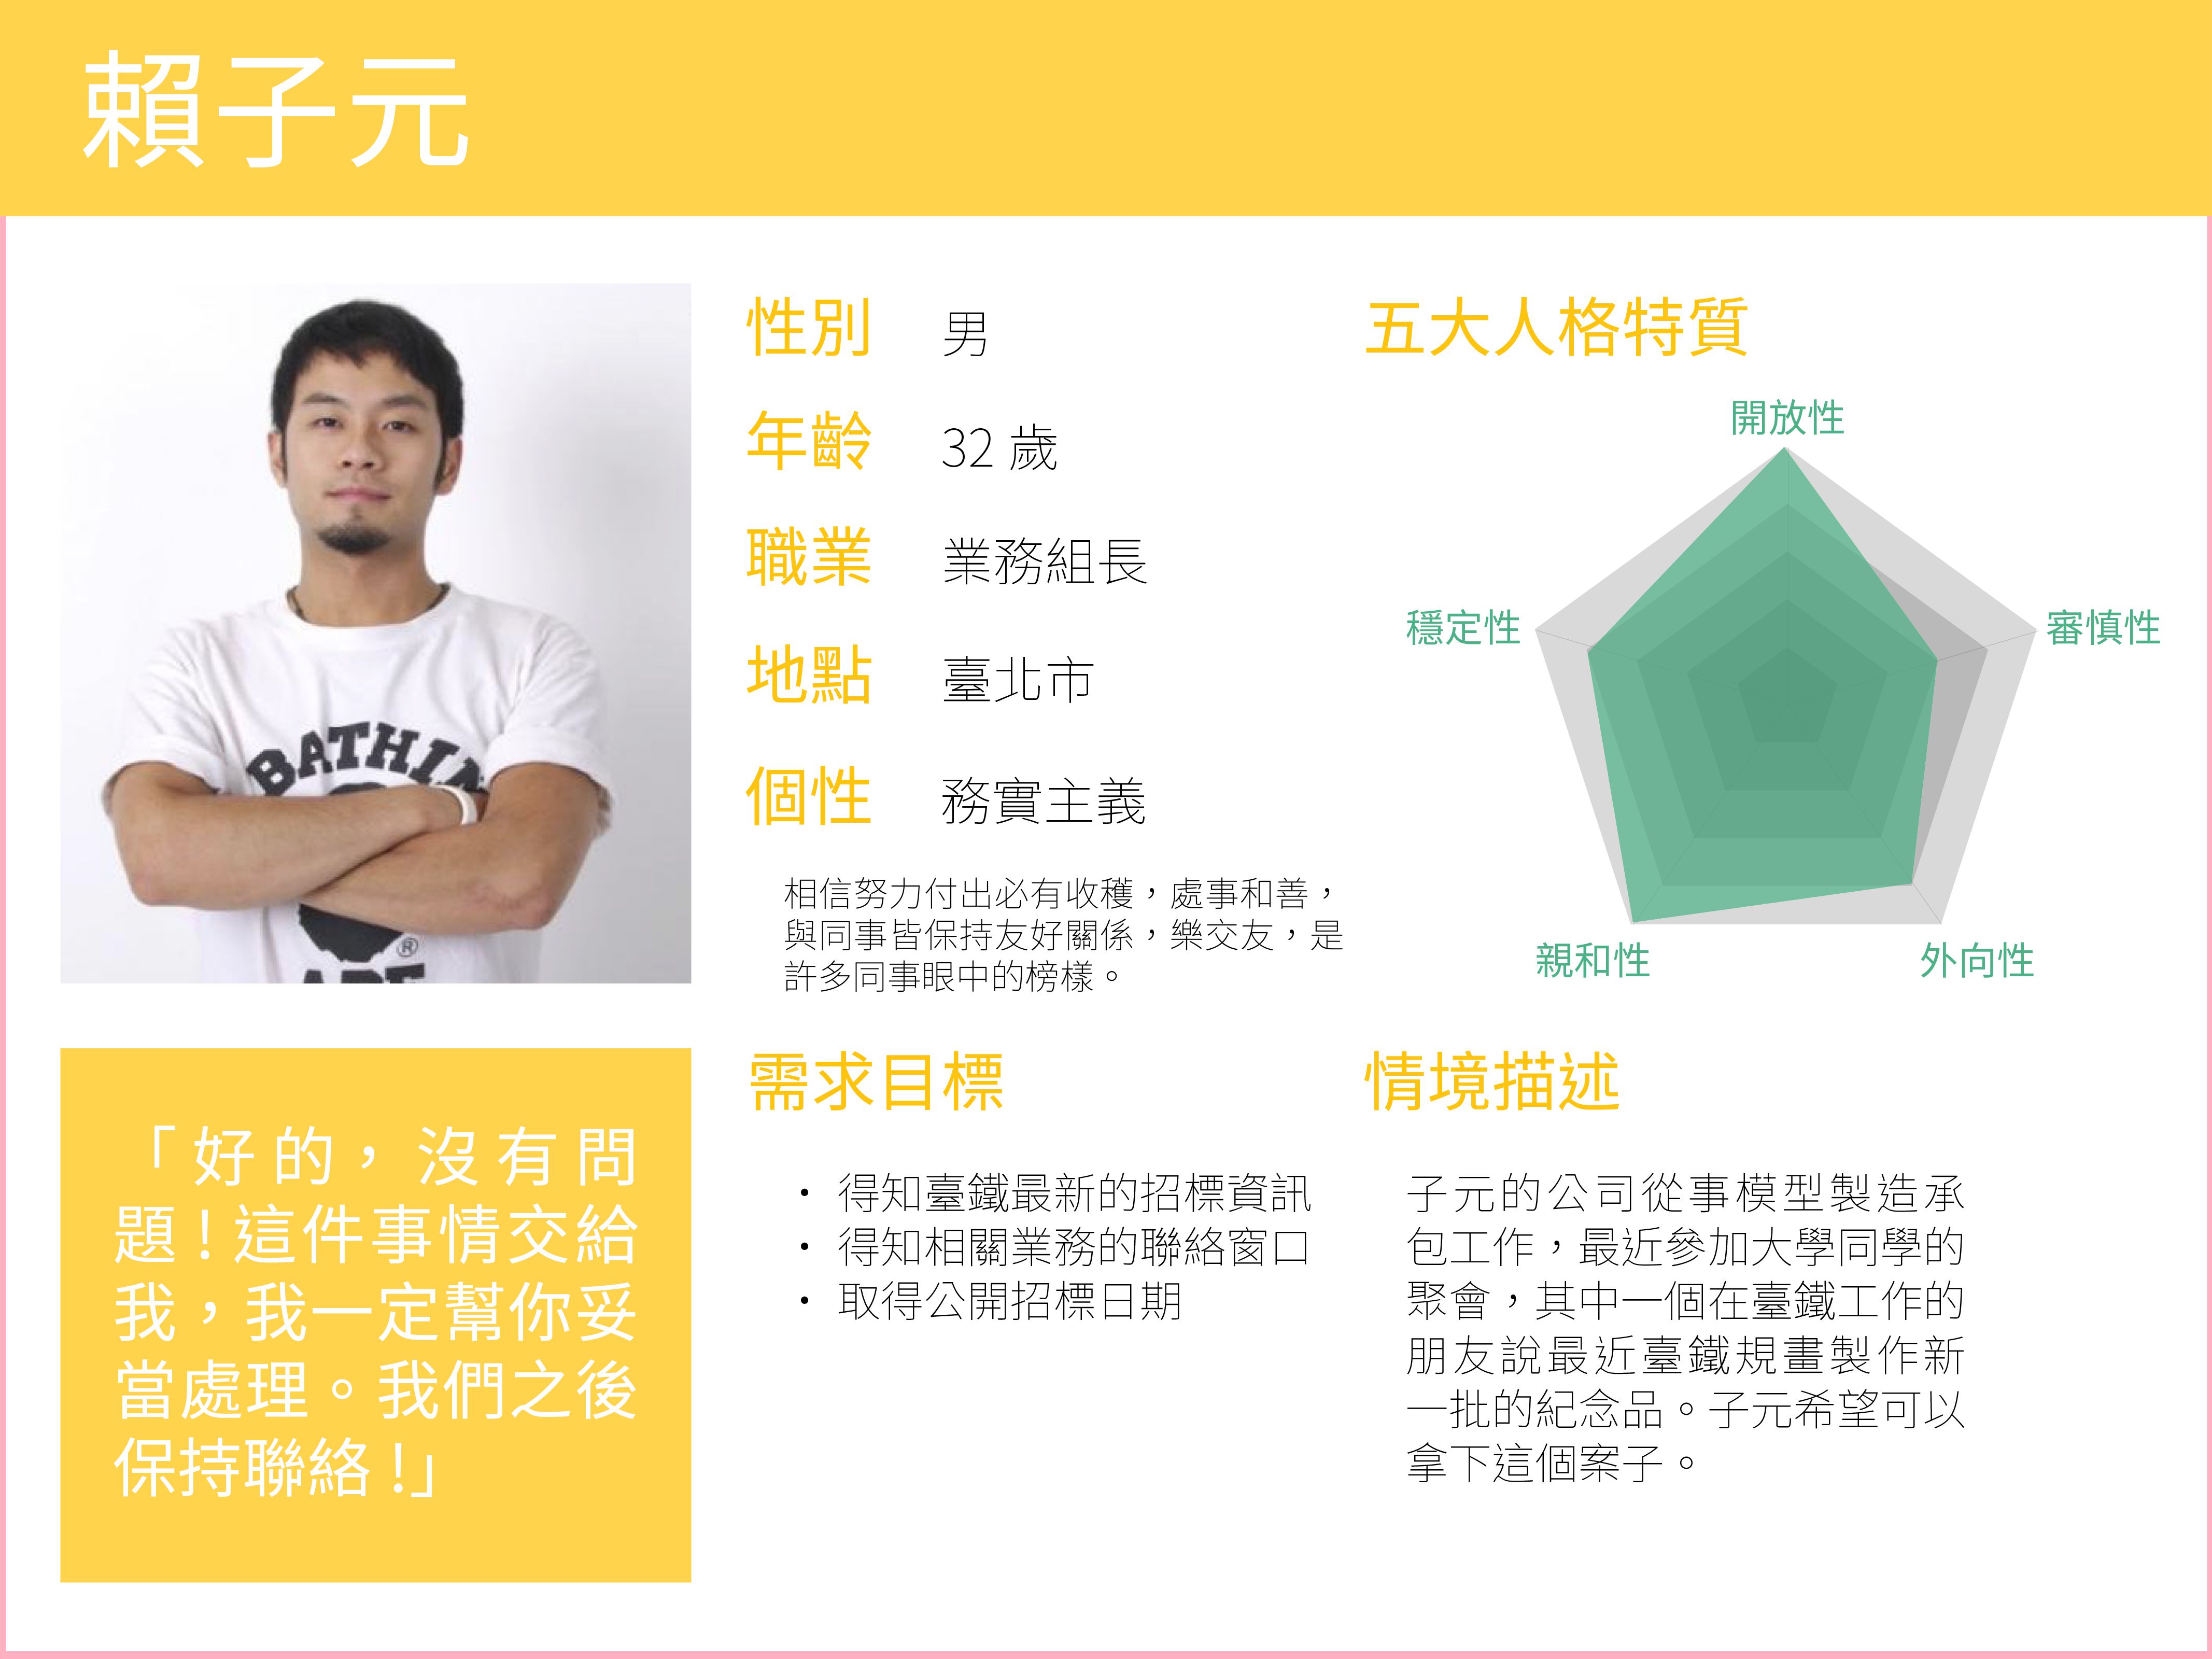 賴子元
BATHIN
®
APE
「好的，沒有問
題！這件事情交給
我，我一定幫你妥
當處理。我們之後
保持聯絡！」
性別 男
年齡 32 歲
職業 業務組長
地點 臺北市
個性 務實主義
相信努力付出必有收穫，處事和善，
與同事皆保持友好關係，樂交友，是
許多同事眼中的榜樣。
五大人格特質
開放性
穩定性
審慎性
親和性
外向性
需求目標
・ 得知臺鐵最新的招標資訊
・ 得知相關業務的聯絡窗口
・ 取得公開招標日期
情境描述
子元的公司從事模型製造承
包工作，最近參加大學同學的
聚會，其中一個在臺鐵工作的
朋友說最近臺鐵規畫製作新
一批的紀念品。子元希望可以
拿下這個案子。